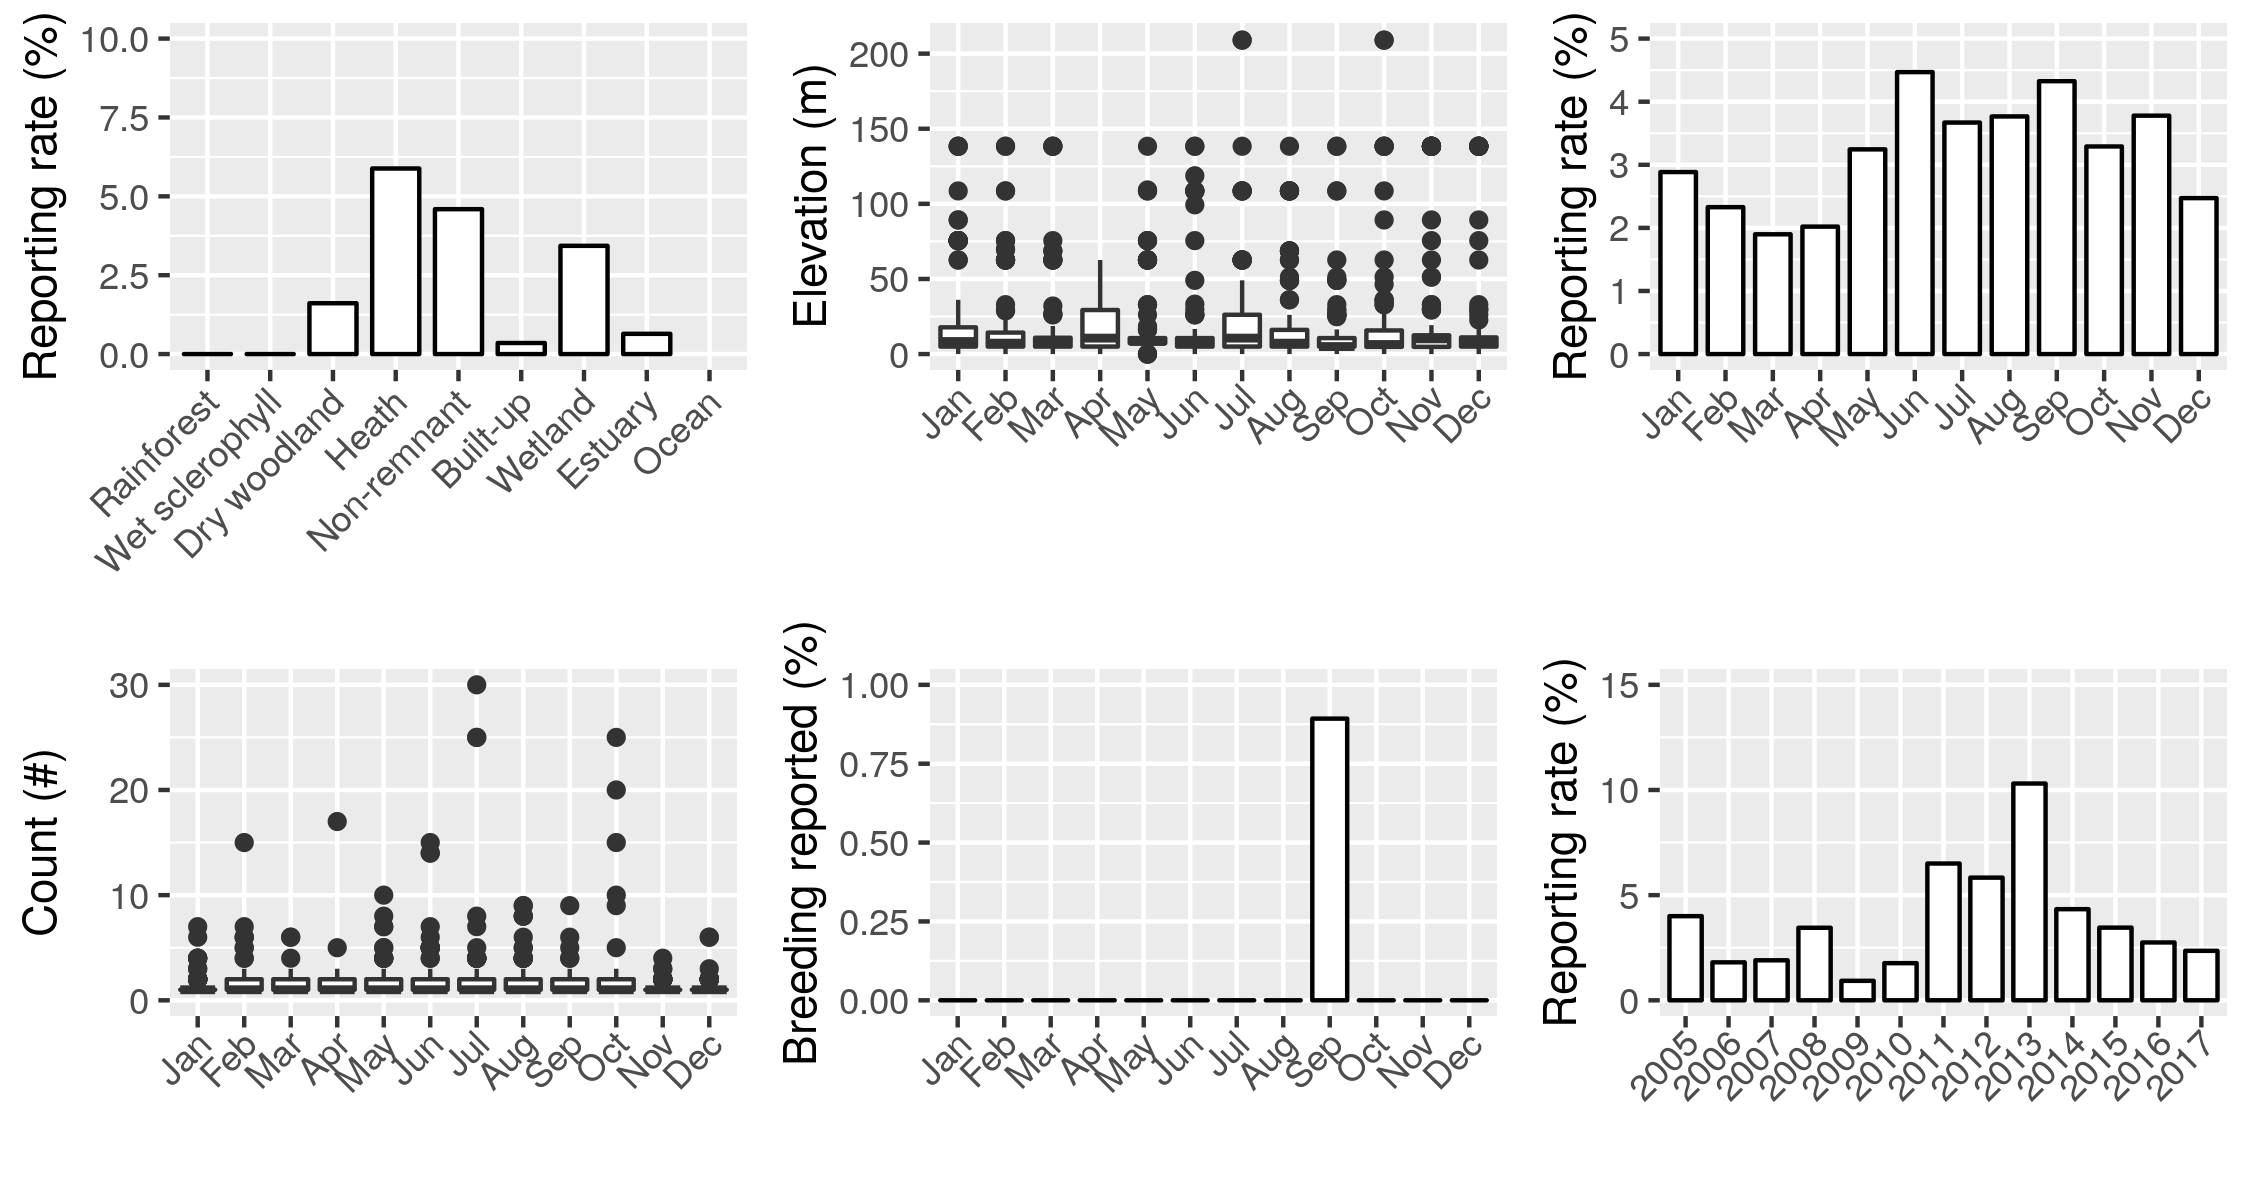 Reporting rate (%)
10.0
7.5
5.0
2.5
0.0
Rainforest
Wet sclerophyll
Dry woodland
Heath
Non-remnant
Built-up
Wetland
Estuary
Ocean
Elevation (m)
200
150
100
50
0
Jan
Feb
Mar
Apr
May
Jun
Jul
Aug
Sep
Oct
Nov
Dec
Reporting rate (%)
5
4
3
2
1
0
Jan
Feb
Mar
Apr
May
Jun
Jul
Aug
Sep
Oct
Nov
Dec
Count (#)
30
20
10
0
Jan
Feb
Mar
Apr
May
Jun
Jul
Aug
Sep
Oct
Nov
Dec
Breeding reported (%)
1.00
0.75
0.50
0.25
0.00
Jan
Feb
Mar
Apr
May
Jun
Jul
Aug
Sep
Oct
Nov
Dec
Reporting rate (%)
15
10
5
0
2005
2006
2007
2008
2009
2010
2011
2012
2013
2014
2015
2016
2017